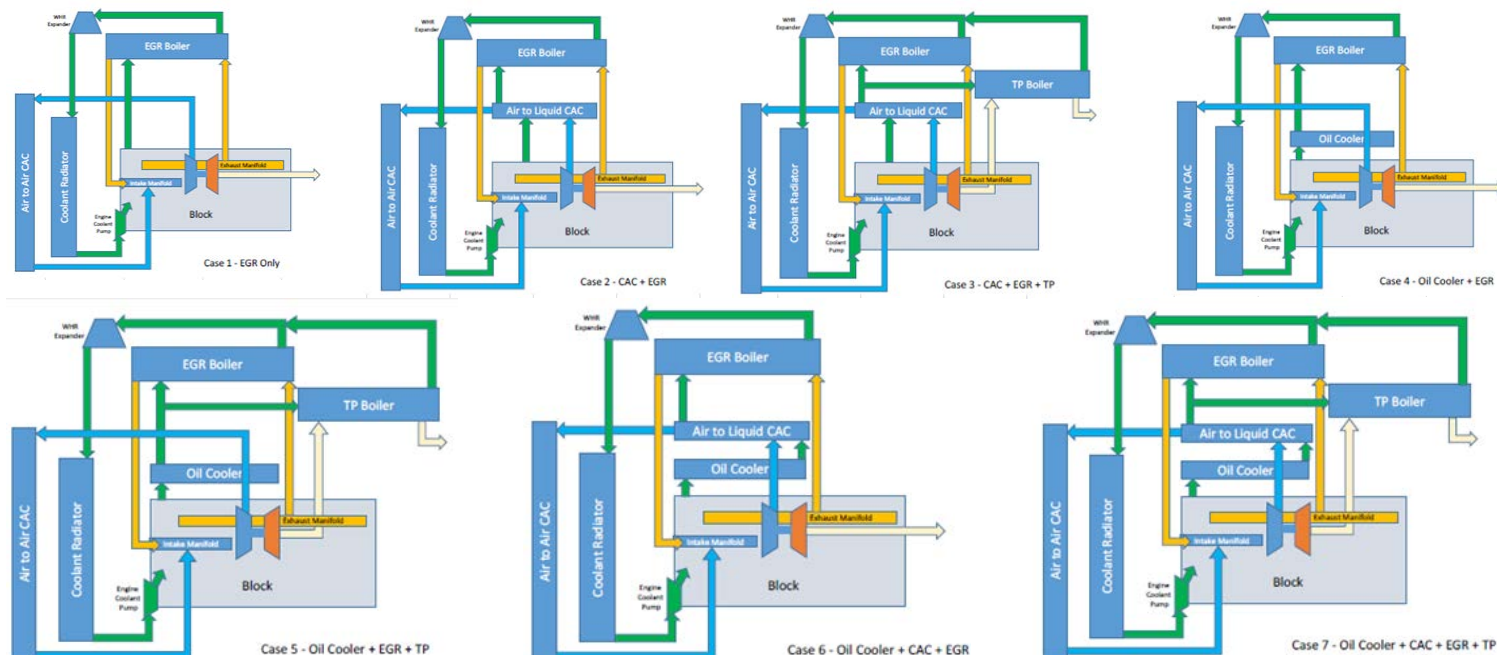 WHR
Expander
EGR Boiler
Air to Air CAC
Coolant Radiator
Exhaust Manifold
Intake Manifold
Engine
Coolant
Pump
Block
Case 1 - EGR Only
WHR
Expander
EGR Boiler
Air to Liquid CAC
Air to Air CAC
Coolant Radiator
Exhaust Manifold
Intake Manifold
Engine
Coolant
Pump
Block
Case 2 - CAC + EGR
WHR
Expander
EGR Boiler
TP Boiler
Air to Liquid CAC
Air to Air CAC
Coolant Radiator
Exhaust Manifold
Intake Manifold
Engine
Coolant
Pump
Block
Case 3 - CAC + EGR + TP
WHR
Expander
EGR Boiler
Oil Cooler
Air to Air CAC
Coolant Radiator
Exhaust Manifold
Intake Manifold
Engine
Coolant
Pump
Block
Case 4 - Oil Cooler + EGR
WHR
Expander
EGR Boiler
TP Boiler
Oil Cooler
Air to Air CAC
Coolant Radiator
Exhaust Manifold
Intake Manifold
Engine
Coolant
Pump
Block
Case 5 - Oil Cooler + EGR + TP
WHR
Expander
EGR Boiler
Air to Liquid CAC
Oil Cooler
Air to Air CAC
Coolant Radiator
Exhaust Manifold
Intake Manifold
Engine
Coolant
Pump
Block
Case 6 - Oil Cooler + CAC + EGR
WHR
Expander
EGR Boiler
TP Boiler
Air to Liquid CAC
Oil Cooler
Air to Air CAC
Coolant Radiator
Exhaust Manifold
Intake Manifold
Engine
Coolant
Pump
Block
Case 7 - Oil Cooler + CAC + EGR + TP